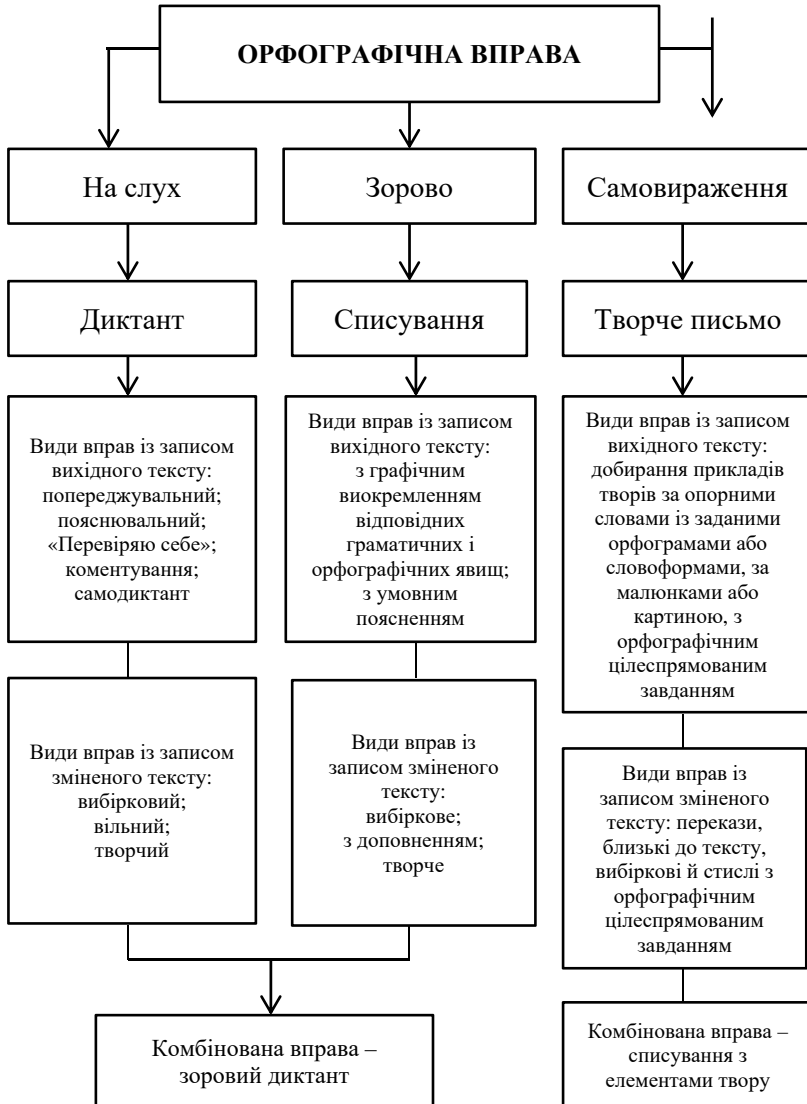 ОРФОГРАФІЧНА ВПРАВА
На слух
Зорово
Самовираження
Диктант
Списування
Творче письмо
Види вправ із записом
вихідного тексту:
попереджувальний;
пояснювальний;
«Перевіряю себе»;
коментування;
самодиктант
Види вправ із записом
вихідного тексту:
з графічним
виокремленням
відповідних
граматичних і
орфографічних явищ;
з умовним
поясненням
Види вправ із записом
вихідного тексту:
добирання прикладів
творів за опорними
словами із заданими
орфограмами або
словоформами, за
малюнками або
картиною, з
орфографічним
цілеспрямованим
завданням
Види вправ із записом
зміненого тексту:
вибірковий;
вільний;
творчий
Види вправ із
записом зміненого
тексту:
вибіркове;
з доповненням;
творче
Види вправ із
записом зміненого
тексту: перекази,
близькі до тексту,
вибіркові й стислі з
орфографічним
цілеспрямованим
завданням
Комбінована вправа –
зоровий диктант
Комбінована вправа –
списування з
елементами твору